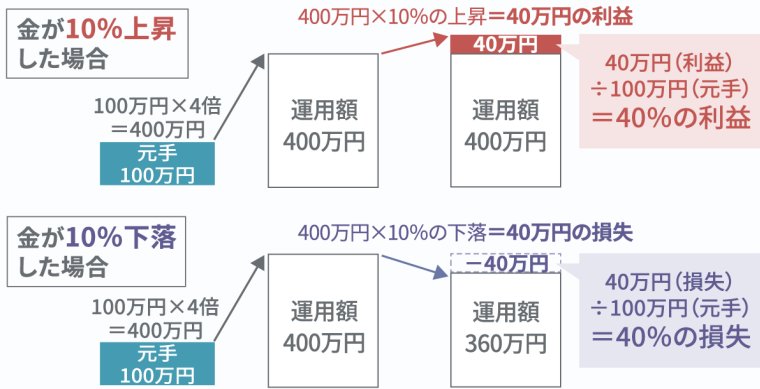 金が10%上昇
した場合
400万円×10%の上昇＝40万円の利益
100万円×4倍
＝400万円
元手
100万円
運用額
400万円
40万円
運用額
400万円
40万円（利益）
÷100万円（元手）
＝40%の利益
金が10%下落
した場合
400万円×10%の下落＝40万円の損失
100万円×4倍
＝400万円
元手
100万円
運用額
400万円
−40万円
運用額
360万円
40万円（損失）
÷100万円（元手）
＝40%の損失